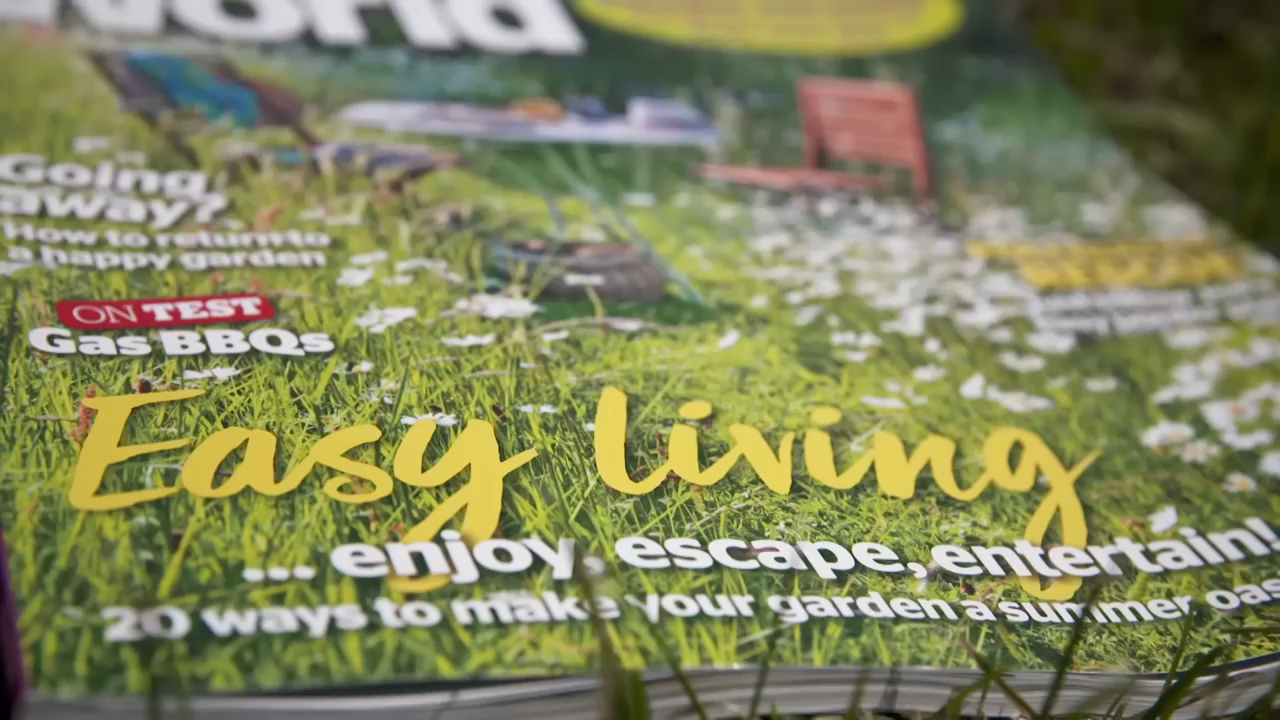 world
Going
away?
How to return to
a happy garden
ON TEST
Gas BBQs
Easy living
... enjoy, escape, entertain!
20 ways to make your garden a summer oas